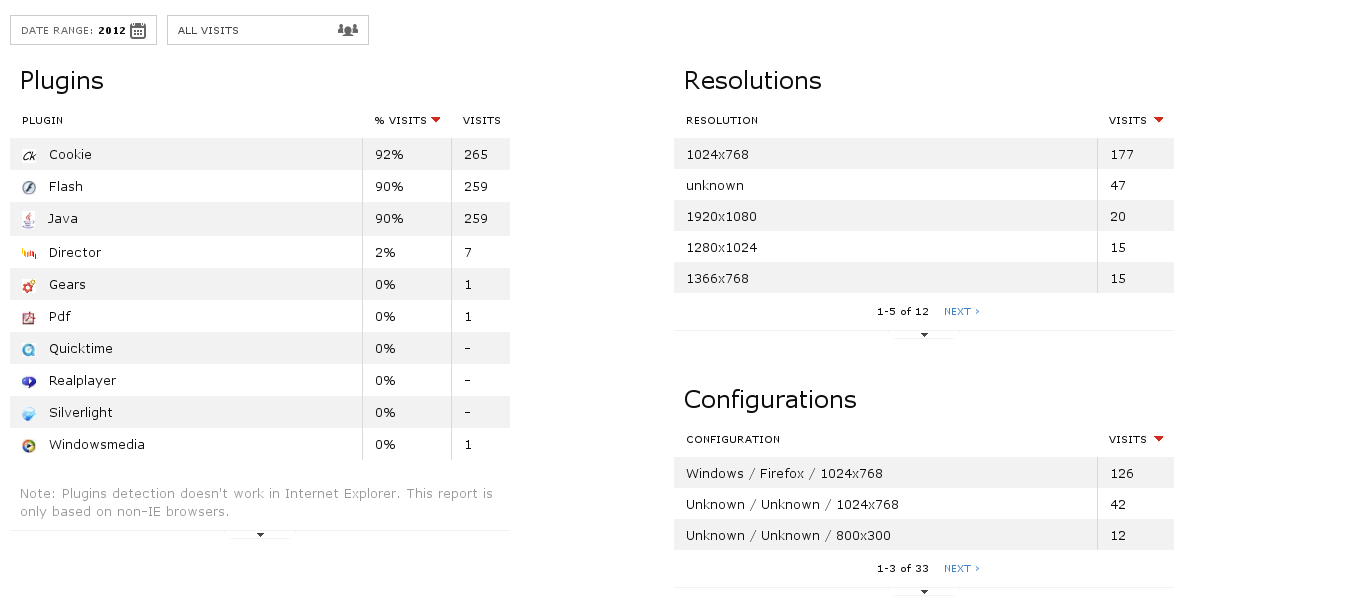 DATE RANGE: 2012
ALL VISITS
Plugins
PLUGIN % VISITS VISITS
Cookie 92% 265
Flash 90% 259
Java 90% 259
Director 2% 7
Gears 0% 1
Pdf 0% 1
Quicktime 0% -
Realplayer 0% -
Silverlight 0% -
Windowsmedia 0% 1
Note: Plugins detection doesn't work in Internet Explorer. This report is
only based on non-IE browsers.
Resolutions
RESOLUTION VISITS
1024x768 177
unknown 47
1920x1080 20
1280x1024 15
1366x768 15
1-5 of 12 NEXT ›
Configurations
CONFIGURATION VISITS
Windows / Firefox / 1024x768 126
Unknown / Unknown / 1024x768 42
Unknown / Unknown / 800x300 12
1-3 of 33 NEXT ›